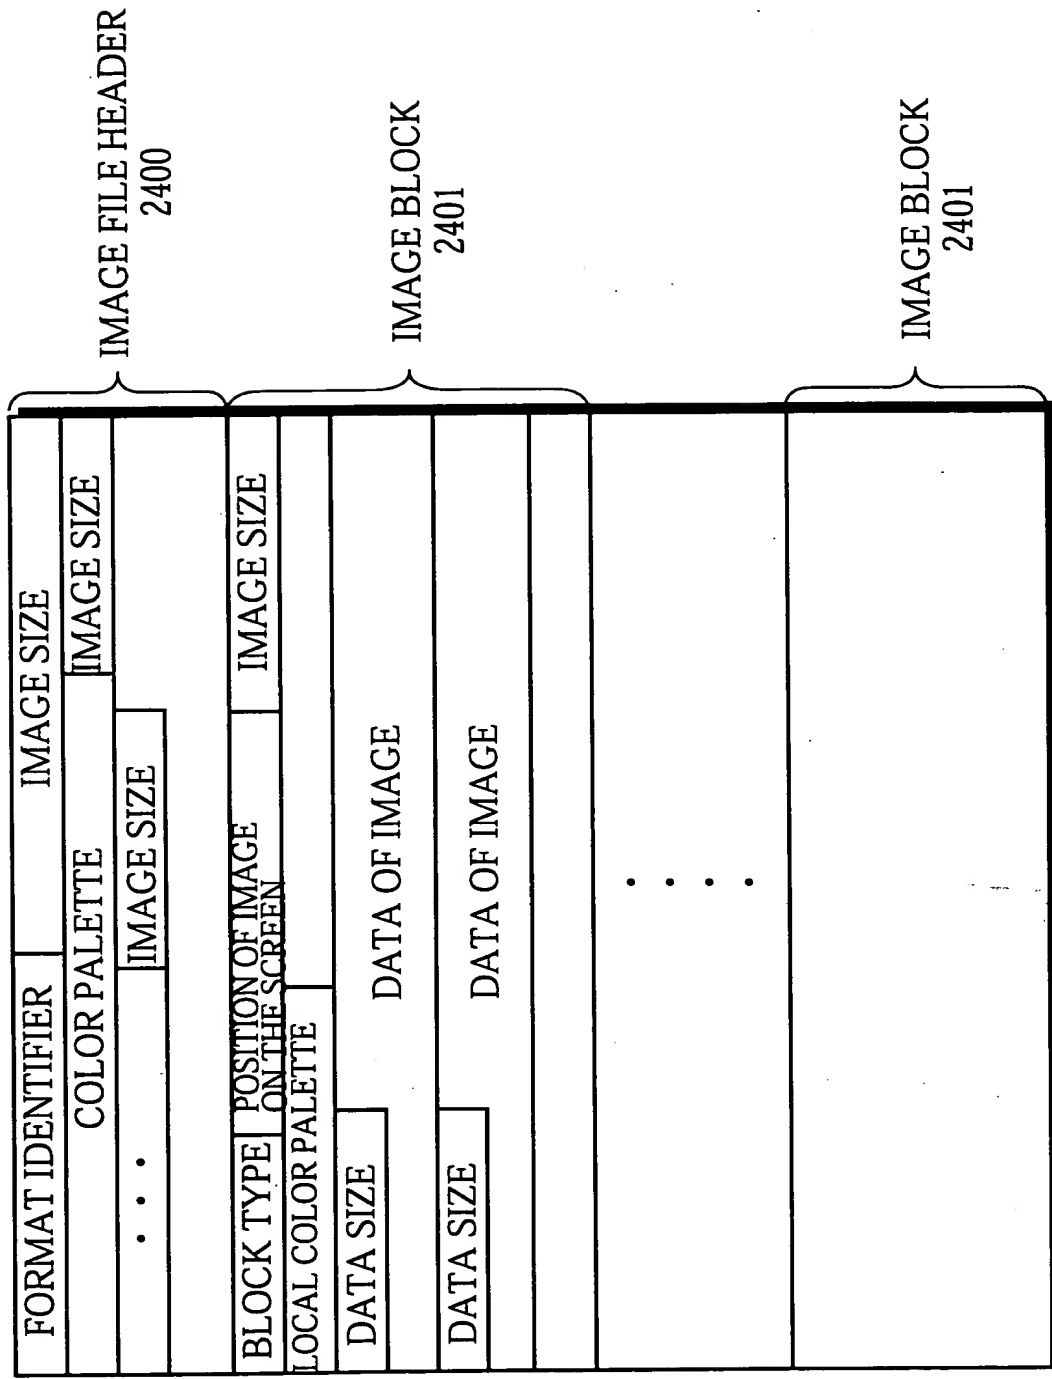 FORMAT IDENTIFIER
IMAGE SIZE
COLOR PALETTE
IMAGE SIZE
• • •
IMAGE SIZE
IMAGE FILE HEADER
2400
BLOCK TYPE
POSITION OF IMAGE
ON THE SCREEN
IMAGE SIZE
LOCAL COLOR PALETTE
DATA SIZE
DATA OF IMAGE
DATA SIZE
DATA OF IMAGE
IMAGE BLOCK
2401
• • • •
IMAGE BLOCK
2401